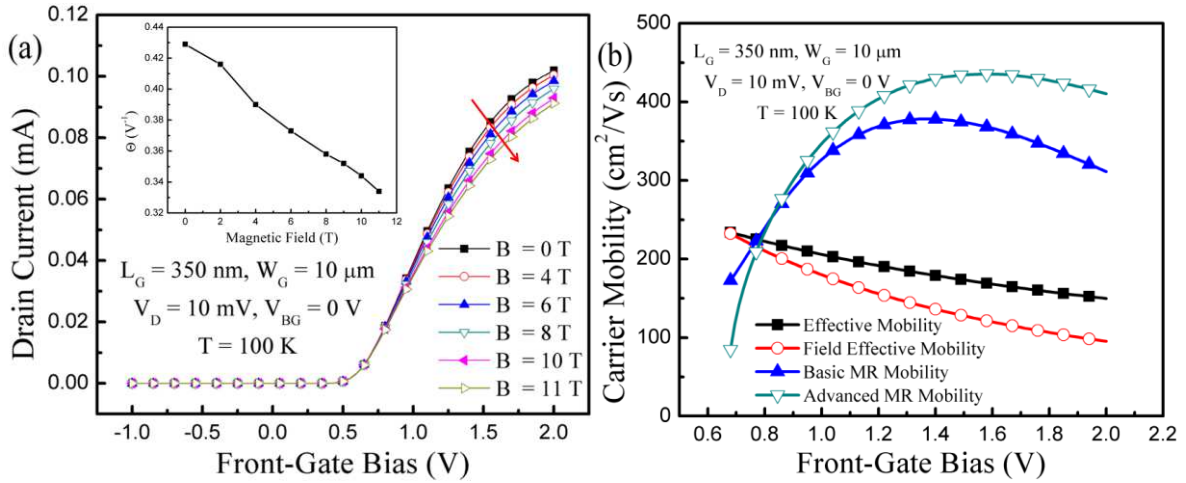 (a)
0.12
0.10
0.08
0.06
0.04
0.02
0.00
Drain Current (mA)
0.44
0.42
0.40
0.38
0.36
0.34
0.32
Θ (V⁻¹)
0 2 4 6 8 10 12
Magnetic Field (T)
L_G = 350 nm, W_G = 10 μm
V_D = 10 mV, V_BG = 0 V
T = 100 K
B = 0 T
B = 4 T
B = 6 T
B = 8 T
B = 10 T
B = 11 T
-1.0 -0.5 0.0 0.5 1.0 1.5 2.0
Front-Gate Bias (V)
(b)
500
400
300
200
100
0
Carrier Mobility (cm²/Vs)
L_G = 350 nm, W_G = 10 μm
V_D = 10 mV, V_BG = 0 V
T = 100 K
Effective Mobility
Field Effective Mobility
Basic MR Mobility
Advanced MR Mobility
0.6 0.8 1.0 1.2 1.4 1.6 1.8 2.0 2.2
Front-Gate Bias (V)